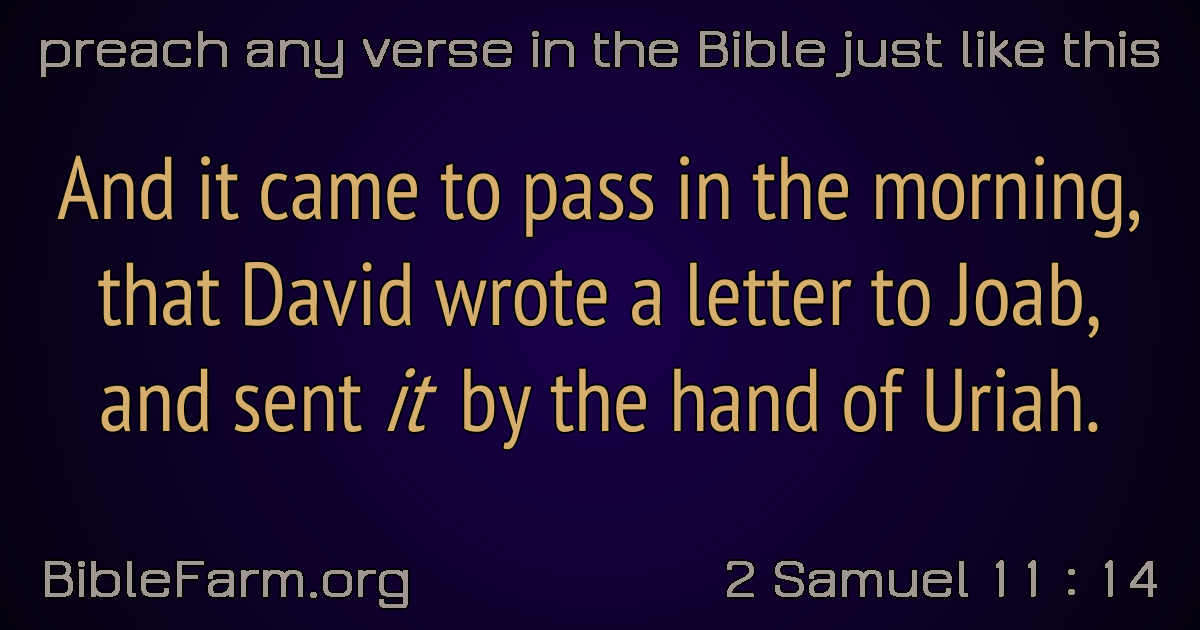 preach any verse in the Bible just like this
And it came to pass in the morning,
that David wrote a letter to Joab,
and sent it by the hand of Uriah.
BibleFarm.org
2 Samuel 11 : 14